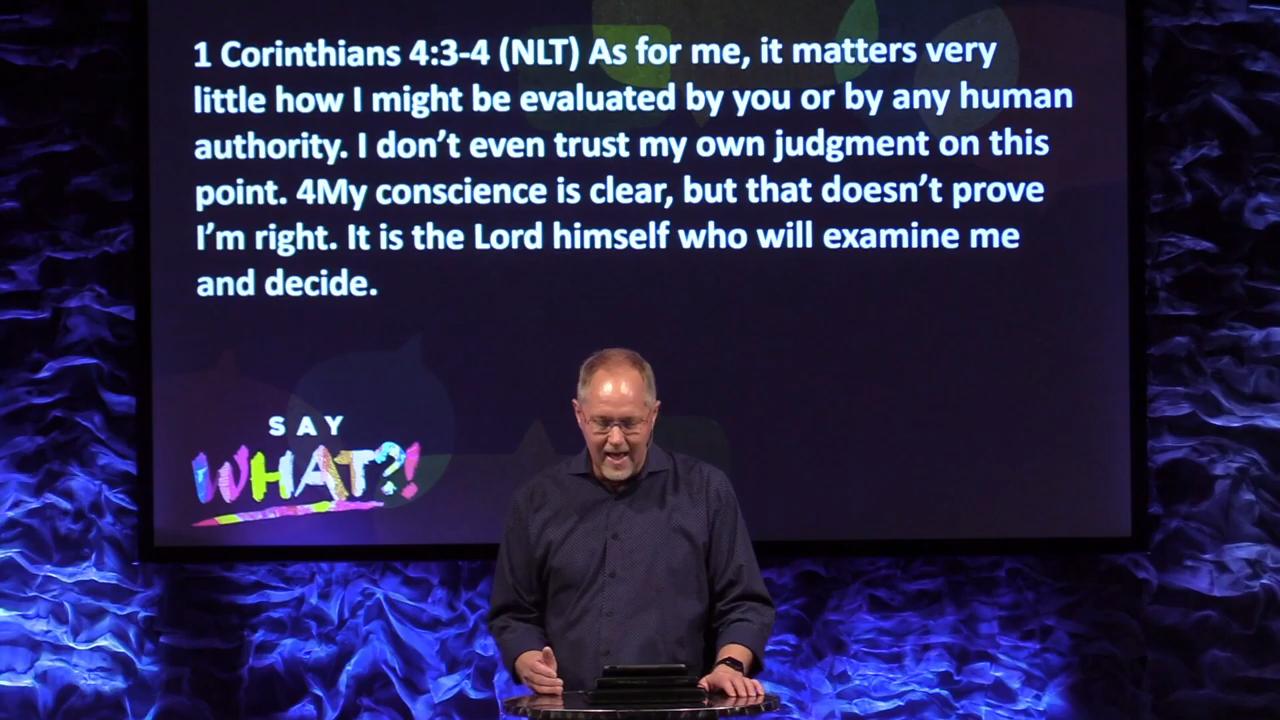 1 Corinthians 4:3-4 (NLT) As for me, it matters very
little how I might be evaluated by you or by any human
authority. I don’t even trust my own judgment on this
point. 4My conscience is clear, but that doesn’t prove
I’m right. It is the Lord himself who will examine me
and decide.
SAY
WHAT?!